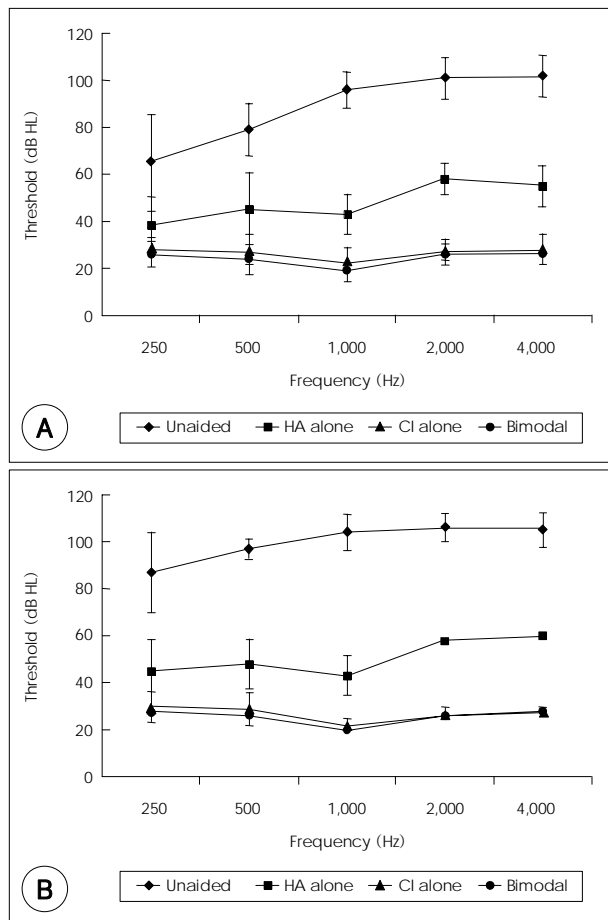 120
100
80
60
40
20
0
Threshold (dB HL)
250 500 1,000 2,000 4,000
Frequency (Hz)
A
Unaided HA alone CI alone Bimodal
120
100
80
60
40
20
0
Threshold (dB HL)
250 500 1,000 2,000 4,000
Frequency (Hz)
B
Unaided HA alone CI alone Bimodal